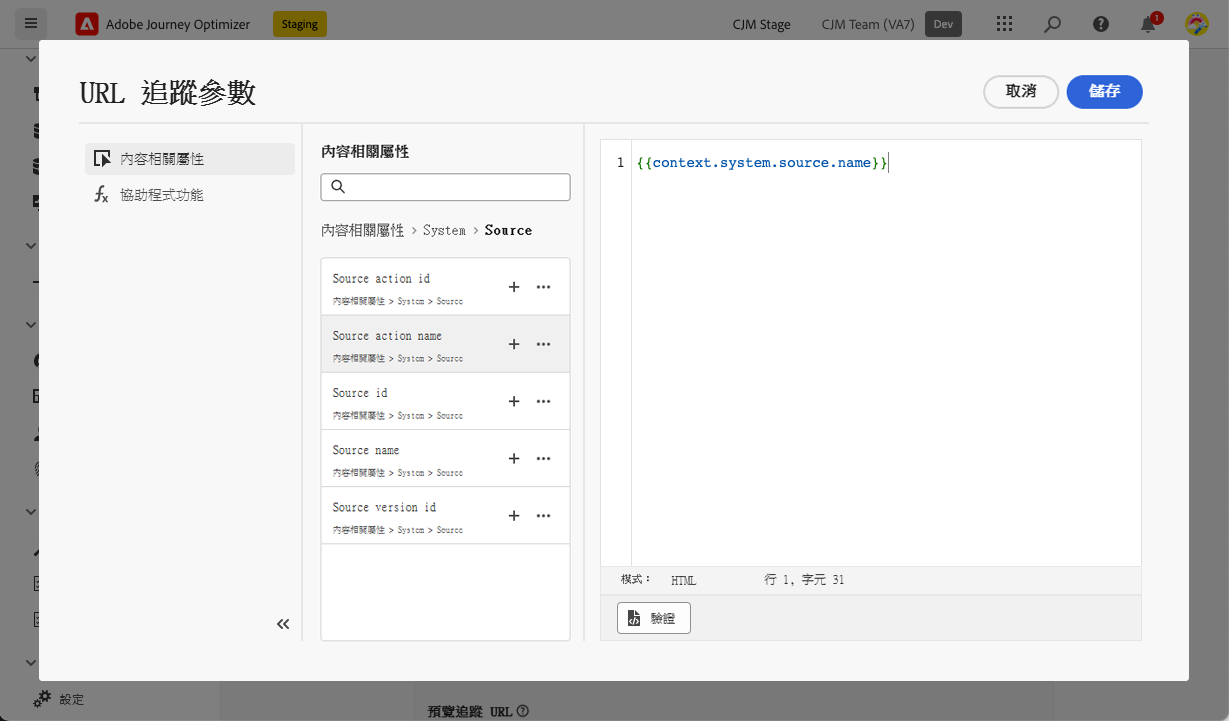 Adobe Journey Optimizer Staging CJM Stage CJM Team (VA7) Dev 1
URL 追蹤參數
取消 儲存
內容相關屬性
協助程式功能
內容相關屬性
內容相關屬性 > System > Source
Source action id
內容相關屬性 > System > Source
Source action name
內容相關屬性 > System > Source
Source id
內容相關屬性 > System > Source
Source name
內容相關屬性 > System > Source
Source version id
內容相關屬性 > System > Source
1 {{context.system.source.name}}
模式： HTML 行 1, 字元 31
驗證
設定
預覽追蹤 URL